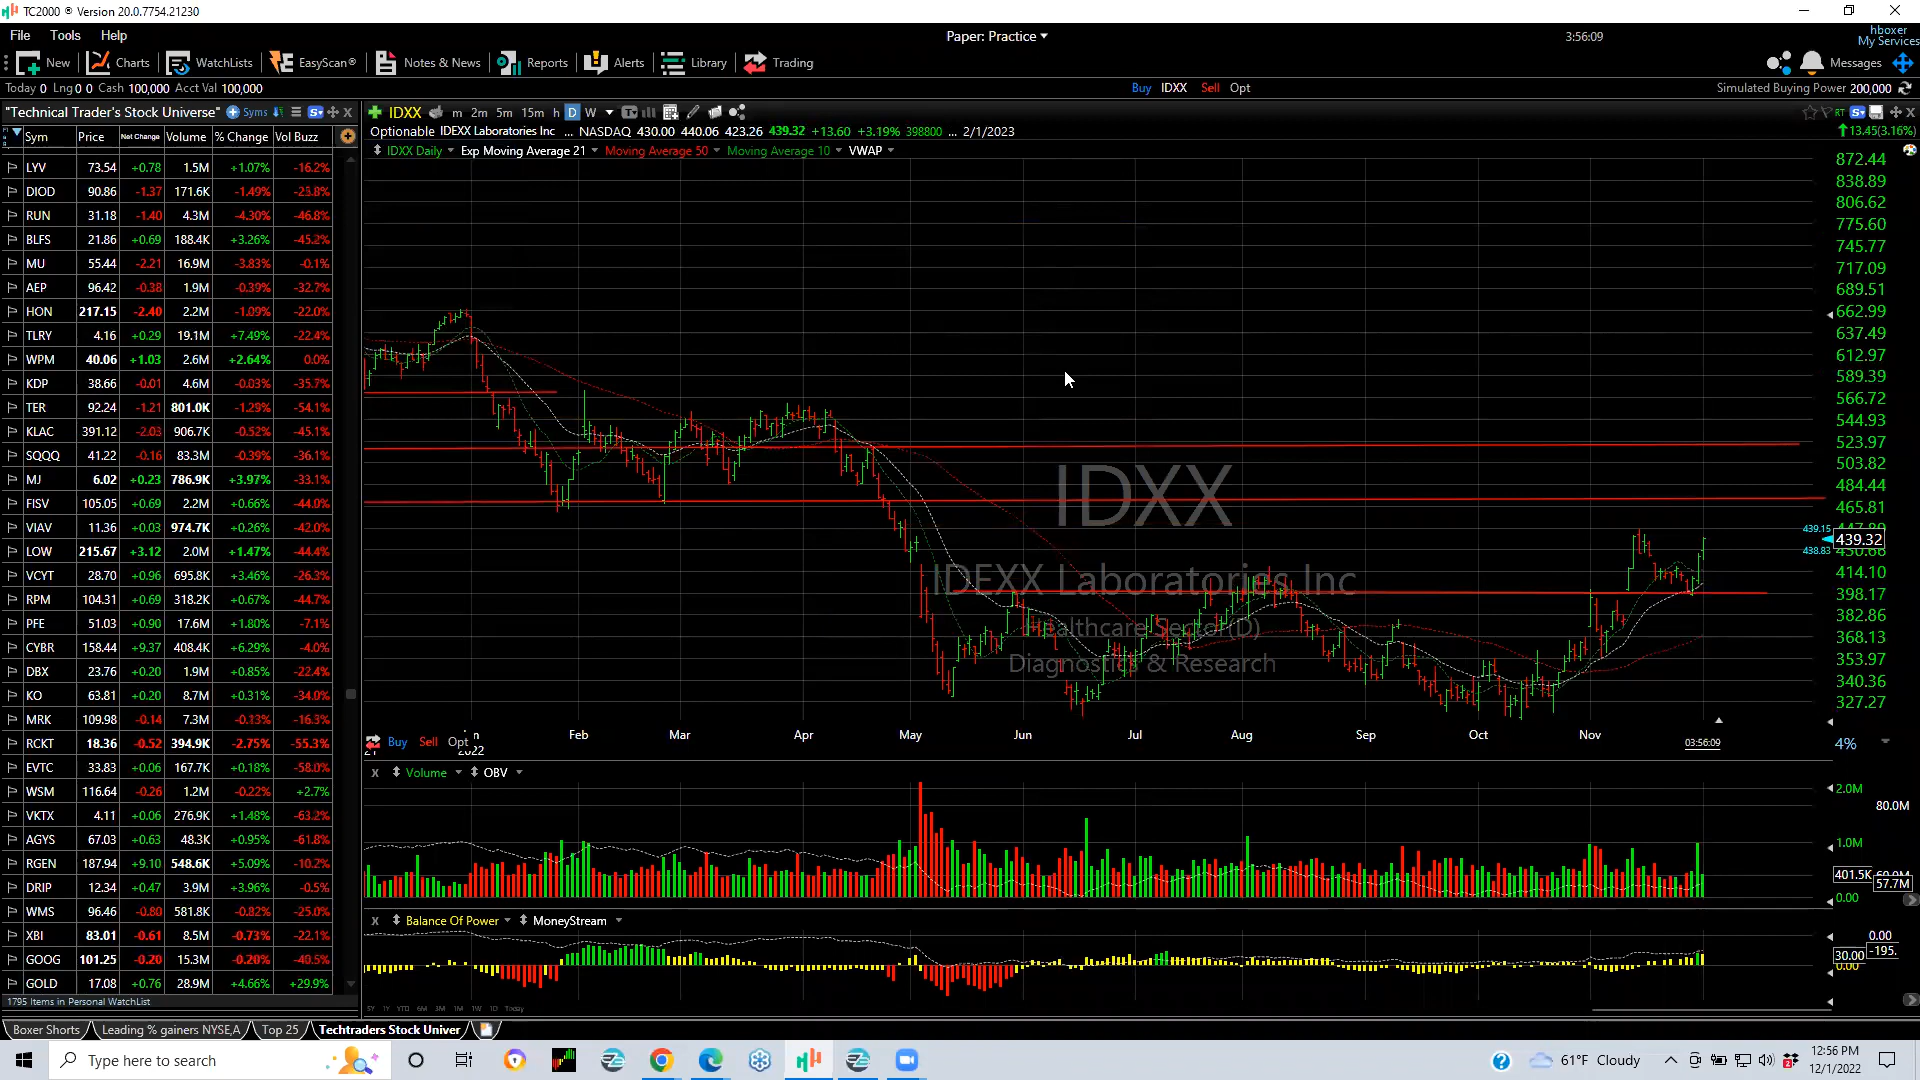 TC2000 ® Version 20.0.7754.21230
File Tools Help
Paper: Practice
3:56:09
hboxer
My Services
New Charts WatchLists EasyScan® Notes & News Reports Alerts Library Trading
Messages
Today 0 Lng 0 0 Cash 100,000 Acct Val 100,000
Buy IDXX Sell Opt
Simulated Buying Power 200,000
"Technical Trader's Stock Universe" Syms
IDXX m 2m 5m 15m h D W
RT
Sym Price Net Change Volume % Change Vol Buzz
Optionable IDEXX Laboratories Inc ... NASDAQ 430.00 440.06 423.26 439.32 +13.60 +3.19% 398800 ... 2/1/2023
13.45(3.16%)
IDXX Daily Exp Moving Average 21 Moving Average 50 Moving Average 10 VWAP
LYV 73.54 +0.78 1.5M +1.07% -16.2%
DIOD 90.86 -1.37 171.6K -1.49% -23.8%
RUN 31.18 -1.40 4.3M -4.30% -46.8%
BLFS 21.86 +0.69 188.4K +3.26% -45.2%
MU 55.44 -2.21 16.9M -3.83% -0.1%
AEP 96.42 -0.38 1.9M -0.39% -32.7%
HON 217.15 -2.40 2.2M -1.09% -22.0%
TLRY 4.16 +0.29 19.1M +7.49% -22.4%
WPM 40.06 +1.03 2.6M +2.64% 0.0%
KDP 38.66 -0.01 4.6M -0.03% -35.7%
TER 92.24 -1.21 801.0K -1.29% -54.1%
KLAC 391.12 -2.03 906.7K -0.52% -45.1%
SQQQ 41.22 -0.16 83.3M -0.39% -36.1%
MJ 6.02 +0.23 786.9K +3.97% -33.1%
FISV 105.05 +0.69 2.2M +0.66% -44.0%
VIAV 11.36 +0.03 974.7K +0.26% -42.0%
LOW 215.67 +3.12 2.0M +1.47% -44.4%
VCYT 28.70 +0.96 695.8K +3.46% -26.3%
RPM 104.31 +0.69 318.2K +0.67% -44.7%
PFE 51.03 +0.90 17.6M +1.80% -7.1%
CYBR 158.44 +9.37 408.4K +6.29% -4.0%
DBX 23.76 +0.20 1.9M +0.85% -22.4%
KO 63.81 +0.20 8.7M +0.31% -34.0%
MRK 109.98 -0.14 7.3M -0.13% -16.3%
RCKT 18.36 -0.52 394.9K -2.75% -55.3%
EVTC 33.83 +0.06 167.7K +0.18% -58.0%
WSM 116.64 -0.26 1.2M -0.22% +2.7%
VKTX 4.11 +0.06 276.9K +1.48% -63.2%
AGYS 67.03 +0.63 48.3K +0.95% -61.8%
RGEN 187.94 +9.10 548.6K +5.09% -10.2%
DRIP 12.34 +0.47 3.9M +3.96% -0.5%
WMS 96.46 -0.80 581.8K -0.82% -25.0%
XBI 83.01 -0.61 8.5M -0.73% -22.1%
GOOG 101.25 -0.20 15.3M -0.20% -49.5%
GOLD 17.08 +0.76 28.9M +4.66% +29.9%
1795 Items in Personal WatchList
872.44
838.89
806.62
775.60
745.77
717.09
689.51
662.99
637.49
612.97
589.39
566.72
544.93
523.97
503.82
484.44
465.81
439.15
439.32
438.83
414.10
398.17
382.86
368.13
353.97
340.36
327.27
IDXX
IDEXX Laboratories Inc
Healthcare Sector(D)
Diagnostics & Research
Feb Mar Apr May Jun Jul Aug Sep Oct Nov
2022
03:56:09
Buy Sell Opt
4%
Volume OBV
2.0M
80.0M
1.0M
401.5K
57.7M
0.00
Balance Of Power MoneyStream
0.00
-195.
30.00
5Y 1Y YTD 6M 3M 1M 1W 1D Today
Boxer Shorts Leading % gainers NYSE,A Top 25 Techtraders Stock Univer
Type here to search
61°F Cloudy
12:56 PM
12/1/2022